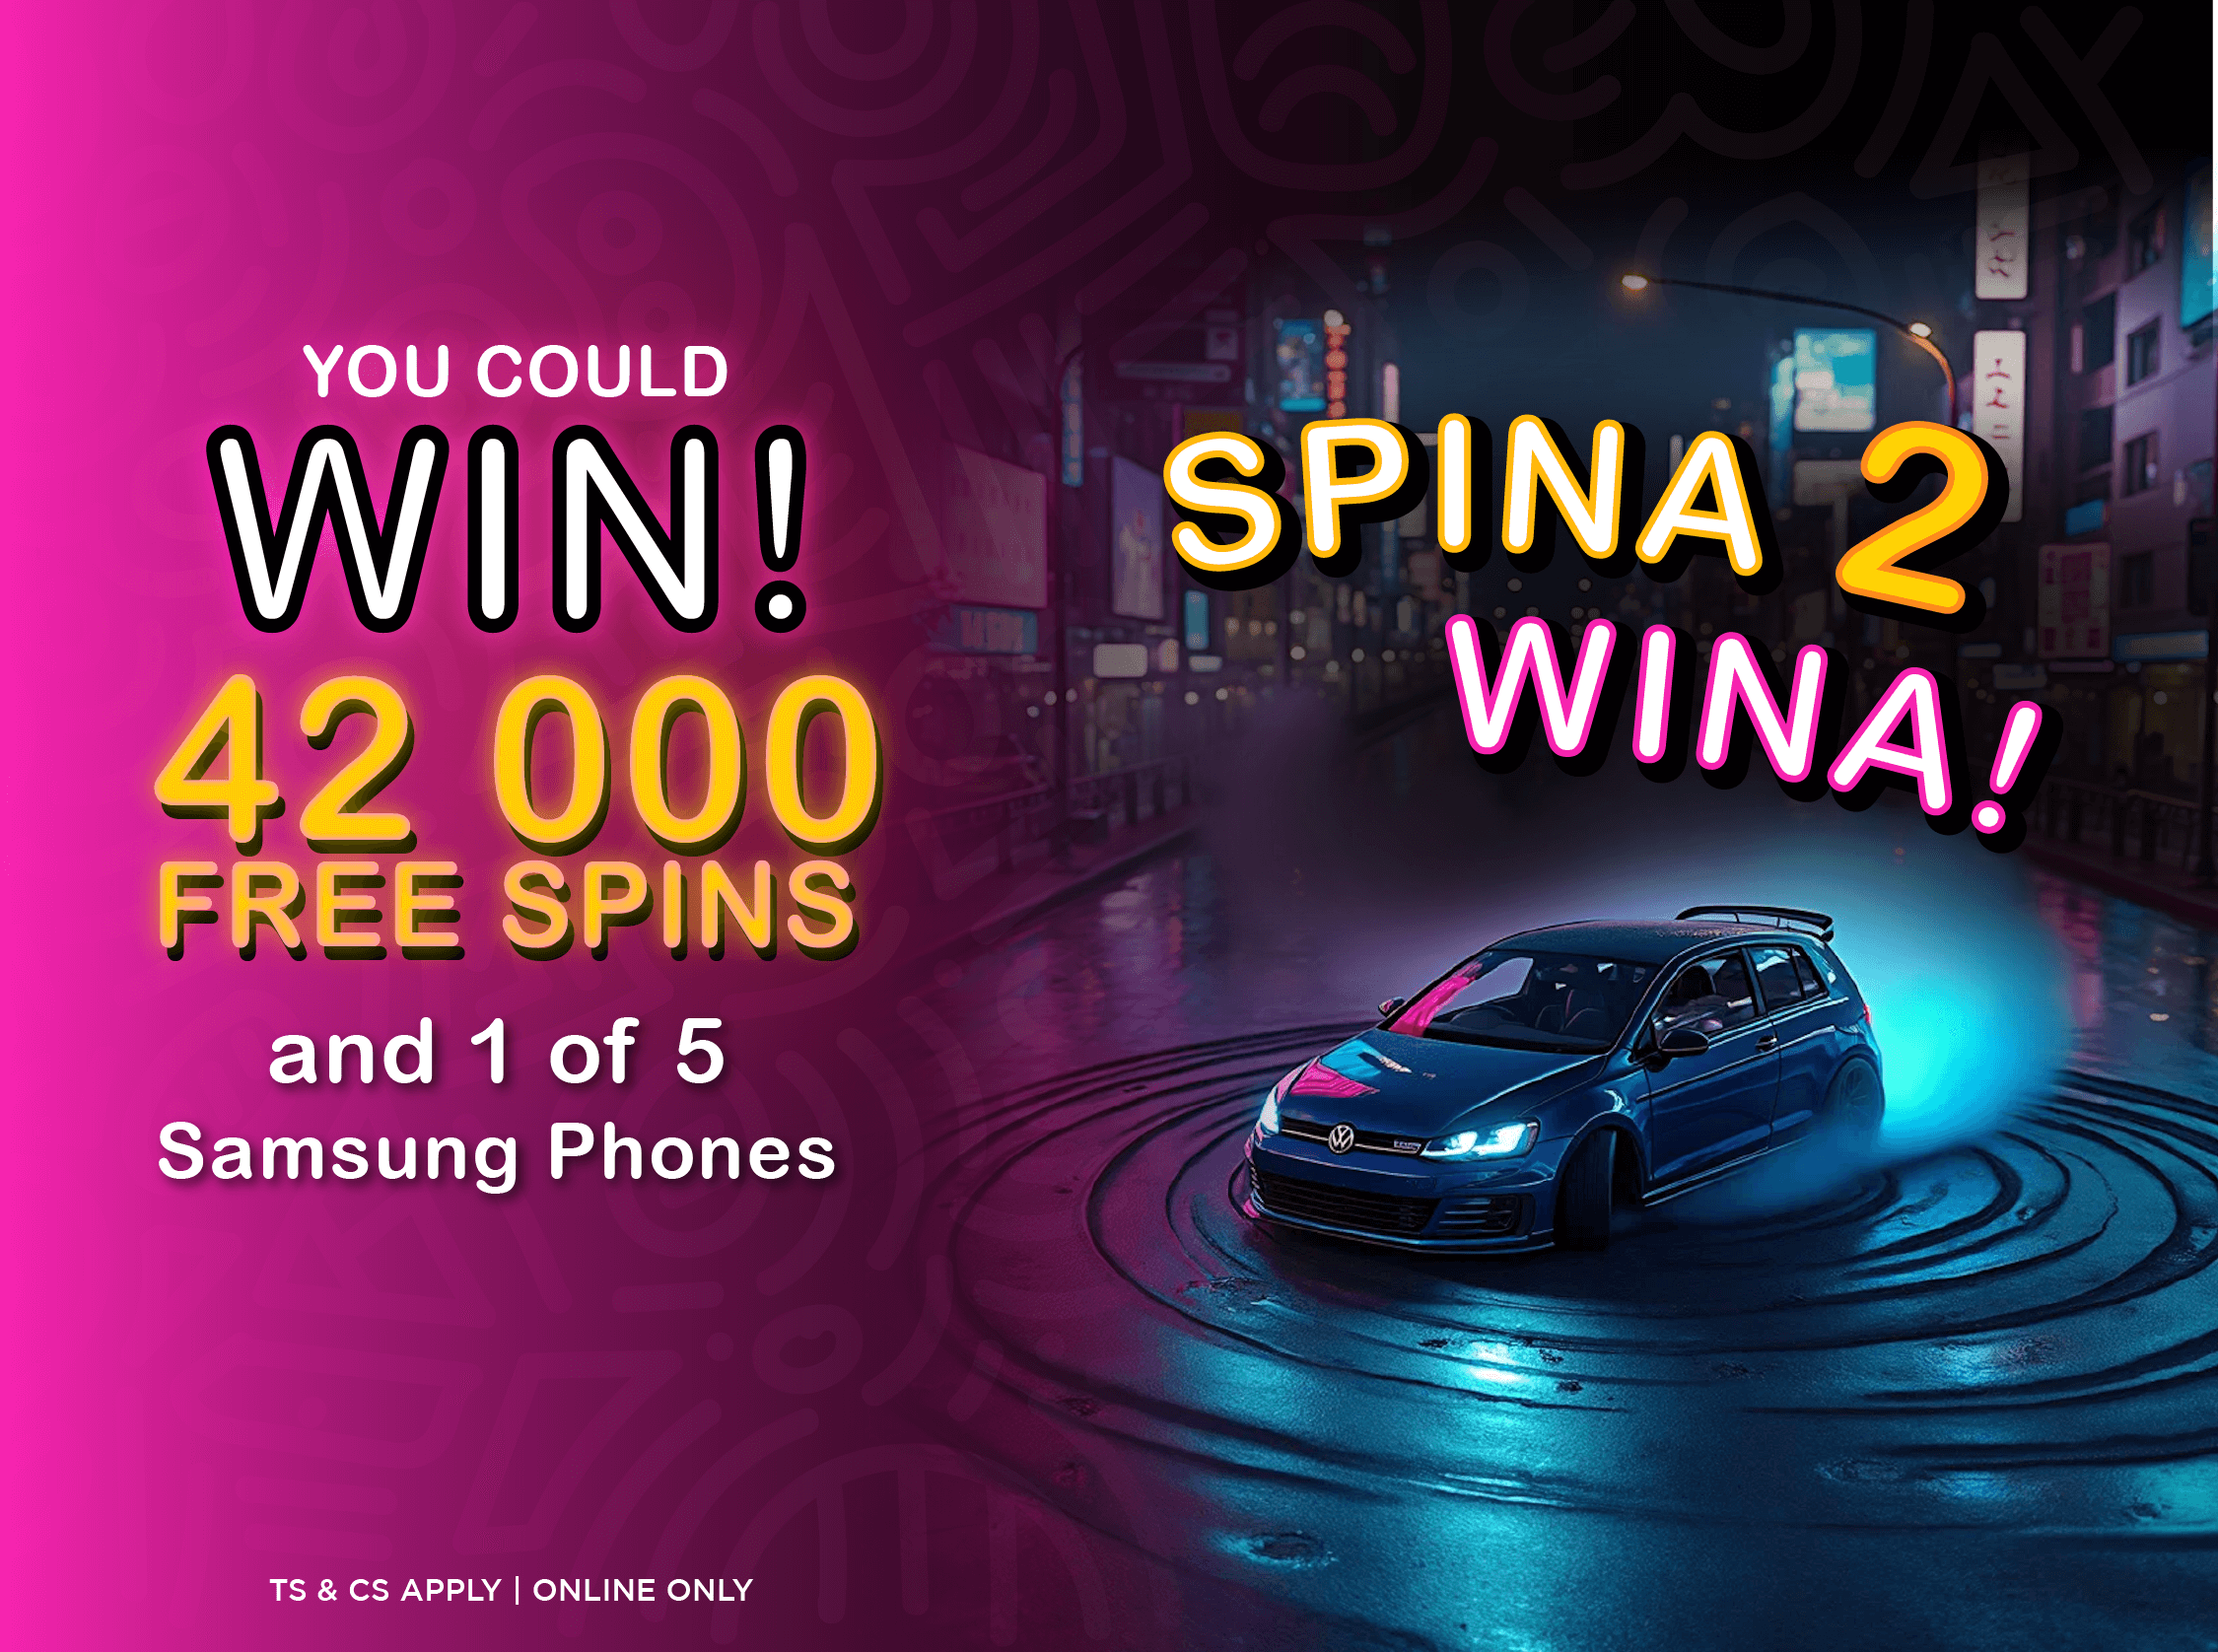 YOU COULD
WIN!
42 000
FREE SPINS
and 1 of 5
Samsung Phones
TS & CS APPLY | ONLINE ONLY
SPINA 2
WINA!